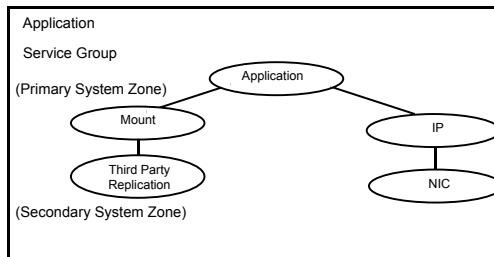 Application
Service Group
Application
(Primary System Zone)
Mount
IP
Third Party
Replication
NIC
(Secondary System Zone)